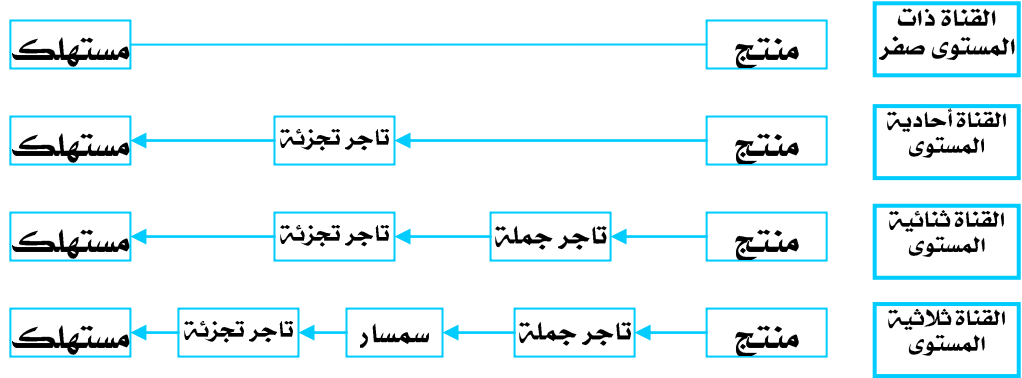 القناة ذات
المستوى صفر
منتج
مستهلك
القناة أحادية
المستوى
منتج
تاجر تجزئة
مستهلك
القناة ثنائية
المستوى
منتج
تاجر جملة
تاجر تجزئة
مستهلك
القناة ثلاثية
المستوى
منتج
تاجر جملة
سمسار
تاجر تجزئة
مستهلك